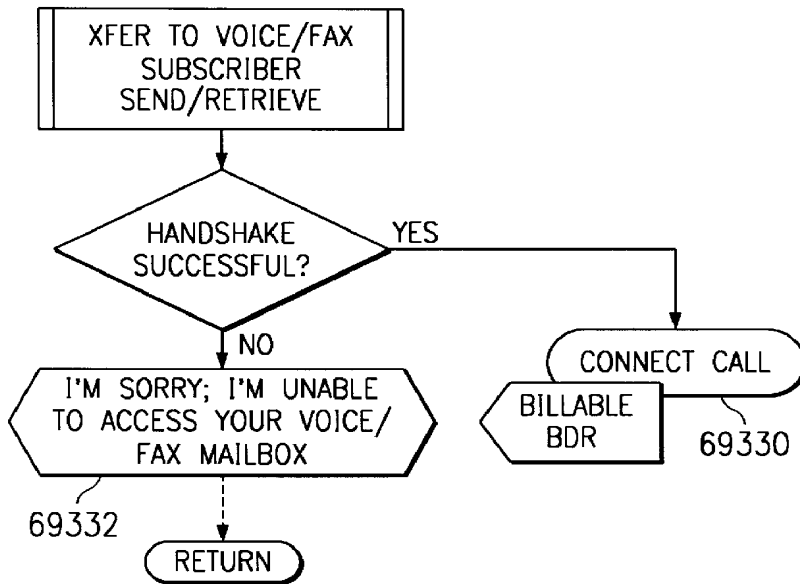 XFER TO VOICE/FAX
SUBSCRIBER
SEND/RETRIEVE
HANDSHAKE
SUCCESSFUL?
YES
NO
I'M SORRY; I'M UNABLE
TO ACCESS YOUR VOICE/
FAX MAILBOX
69332
RETURN
CONNECT CALL
BILLABLE
BDR
69330